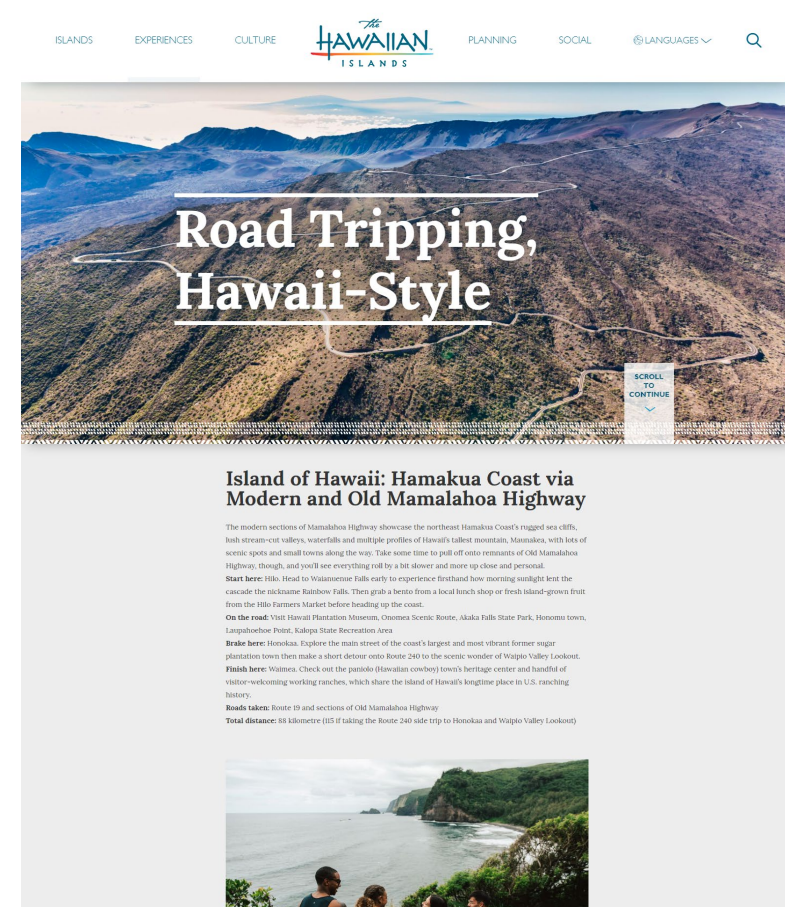 ISLANDS
EXPERIENCES
CULTURE
The
HAWAIIAN
ISLANDS
PLANNING
SOCIAL
LANGUAGES
Road Tripping,
Hawaii-Style
SCROLL
TO
CONTINUE
Island of Hawaii: Hamakua Coast via
Modern and Old Mamalahoa Highway
The modern sections of Mamalahoa Highway showcase the northeast Hamakua Coast's rugged sea cliffs,
lush stream-cut valleys, waterfalls and multiple profiles of Hawaii's tallest mountain, Maunakea, with lots of
scenic spots and small towns along the way. Take some time to pull off onto remnants of Old Mamalahoa
Highway, though, and you'll see everything roll by a bit slower and more up close and personal.
Start here: Hilo. Head to Waianuenue Falls early to experience firsthand how morning sunlight lent the
cascade the nickname Rainbow Falls. Then grab a bento from a local lunch shop or fresh island-grown fruit
from the Hilo Farmers Market before heading up the coast.
On the road: Visit Hawaii Plantation Museum, Onomea Scenic Route, Akaka Falls State Park, Honomu town,
Laupahoehoe Point, Kalopa State Recreation Area
Brake here: Honokaa. Explore the main street of the coast's largest and most vibrant former sugar
plantation town then make a short detour onto Route 240 to the scenic wonder of Waipio Valley Lookout.
Finish here: Waimea. Check out the paniolo (Hawaiian cowboy) town's heritage center and handful of
visitor-welcoming working ranches, which share the island of Hawaii's longtime place in U.S. ranching
history.
Roads taken: Route 19 and sections of Old Mamalahoa Highway
Total distance: 88 kilometre (115 if taking the Route 240 side trip to Honokaa and Waipio Valley Lookout)